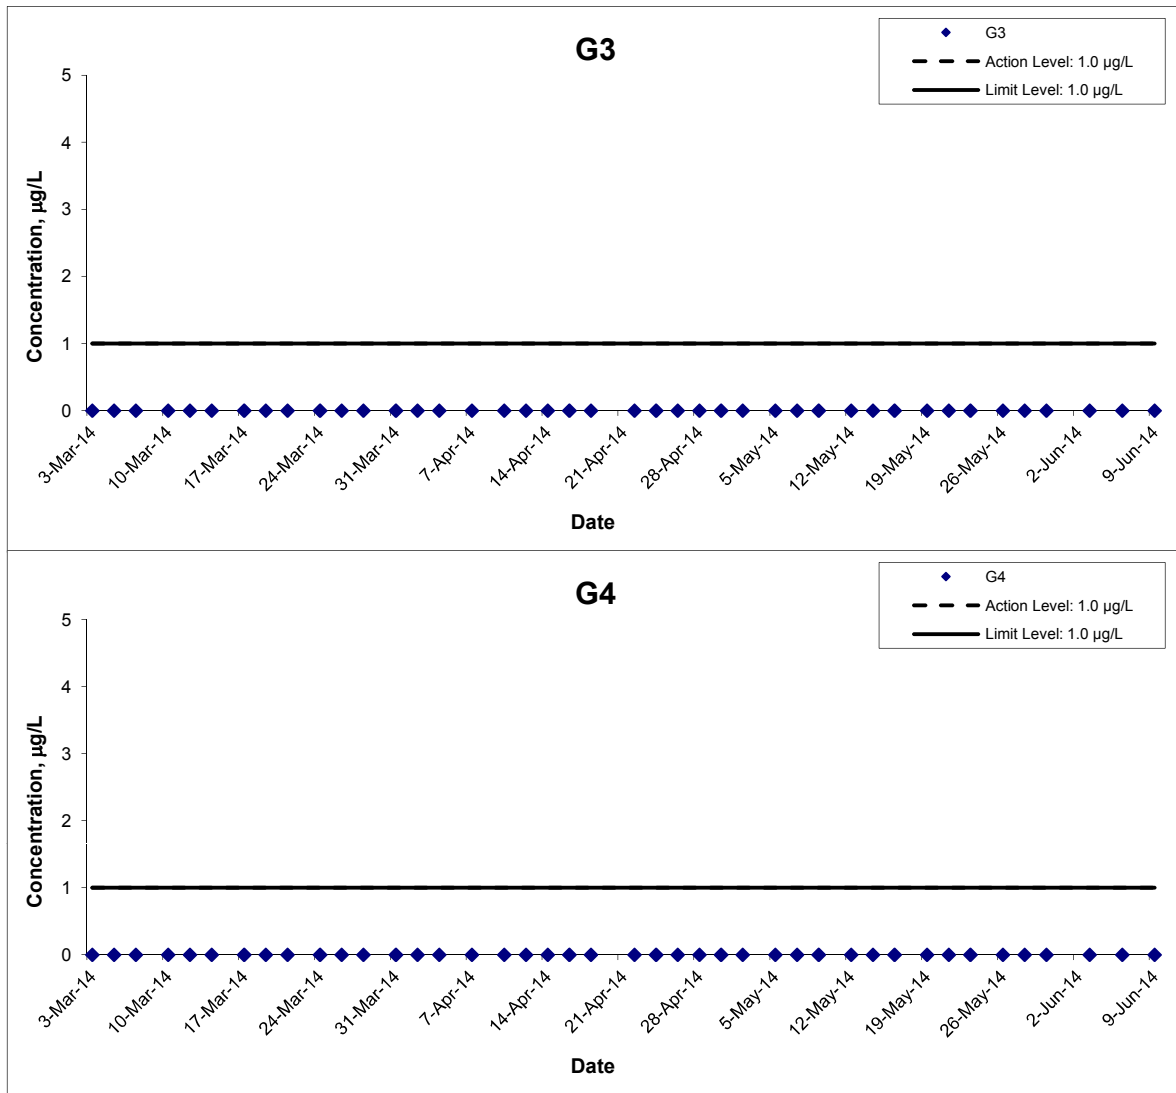 G3
G3
Action Level: 1.0 µg/L
Limit Level: 1.0 µg/L
Concentration, µg/L
5
4
3
2
1
0
3-Mar-14
10-Mar-14
17-Mar-14
24-Mar-14
31-Mar-14
7-Apr-14
14-Apr-14
21-Apr-14
28-Apr-14
5-May-14
12-May-14
19-May-14
26-May-14
2-Jun-14
9-Jun-14
Date
G4
G4
Action Level: 1.0 µg/L
Limit Level: 1.0 µg/L
Concentration, µg/L
5
4
3
2
1
0
3-Mar-14
10-Mar-14
17-Mar-14
24-Mar-14
31-Mar-14
7-Apr-14
14-Apr-14
21-Apr-14
28-Apr-14
5-May-14
12-May-14
19-May-14
26-May-14
2-Jun-14
9-Jun-14
Date